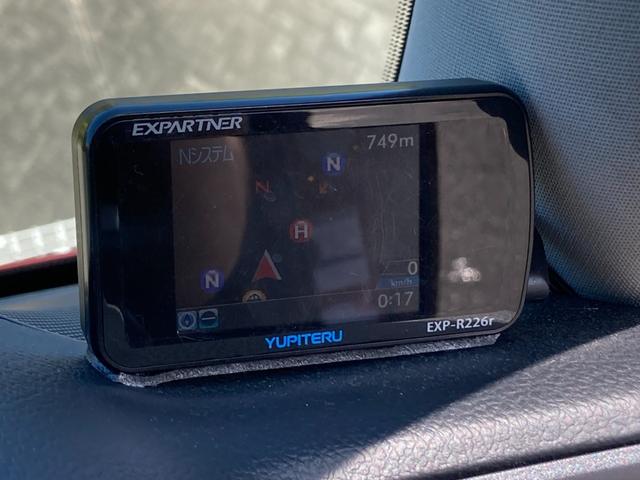 EXPARTNER
Nシステム
749m
N
N
H
N
0
km/h
0:17
YUPITERU
EXP-R226r